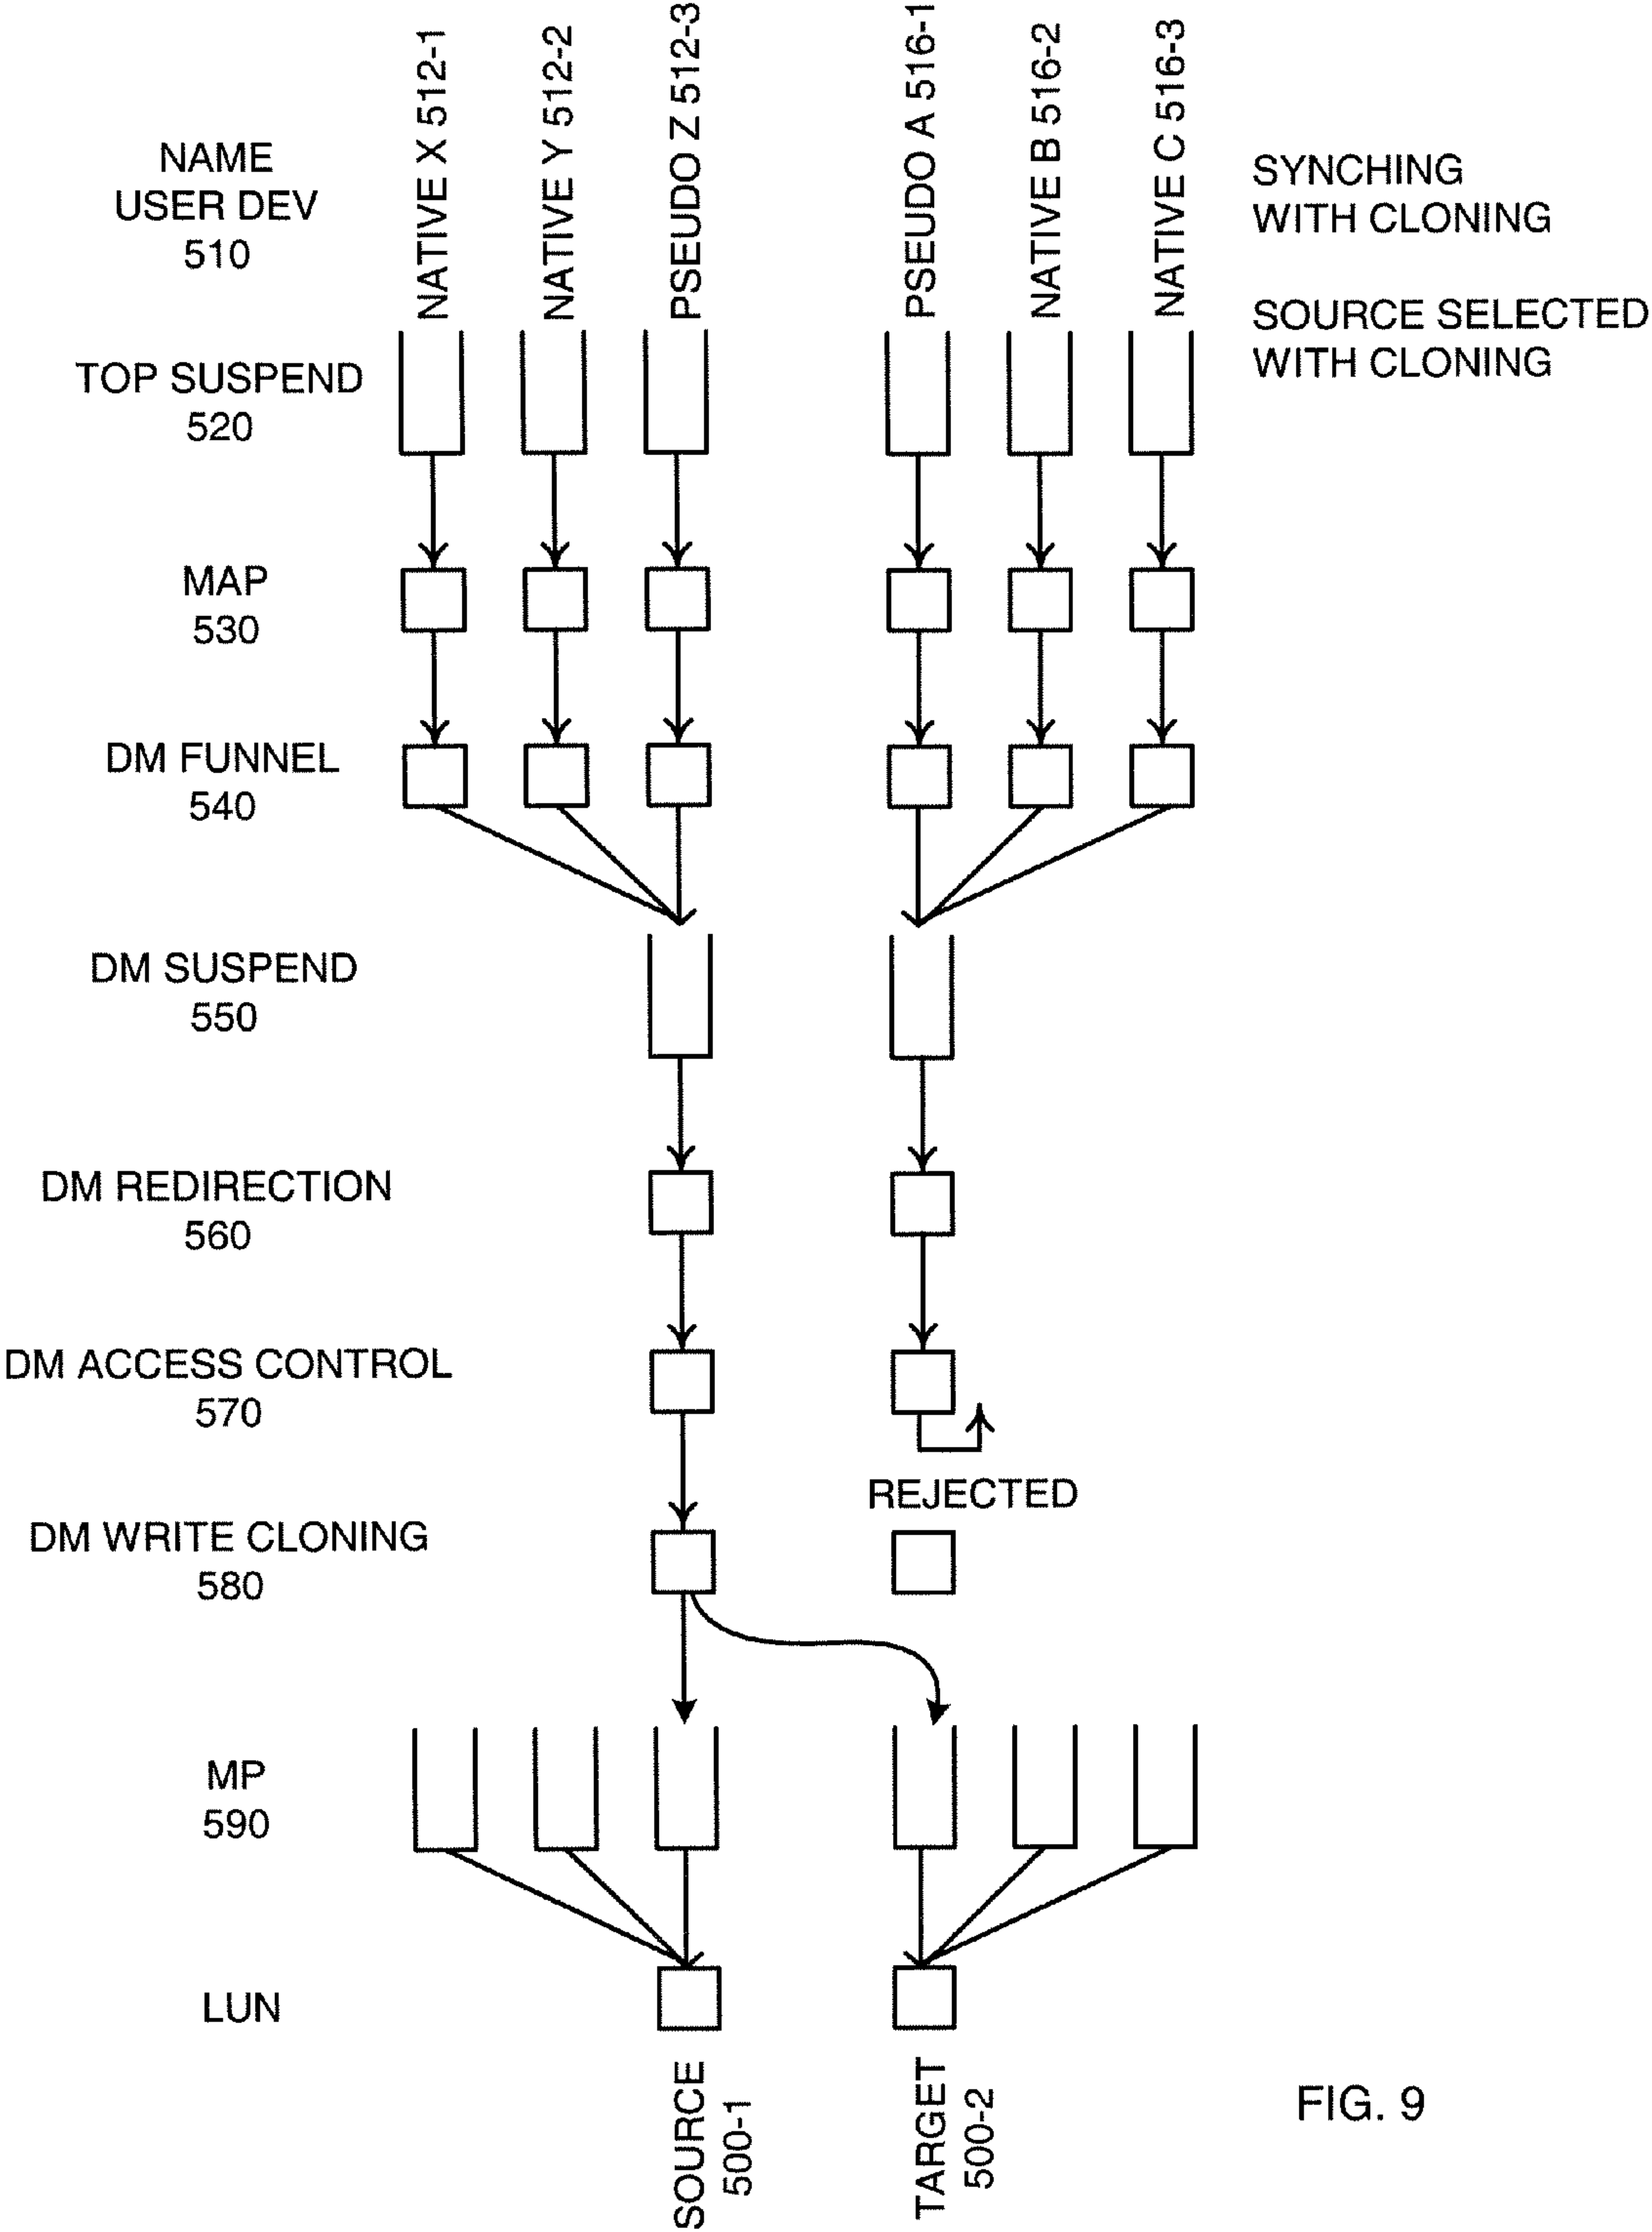 NATIVE X 512-1
NATIVE Y 512-2
PSEUDO Z 512-3
PSEUDO A 516-1
NATIVE B 516-2
NATIVE C 516-3
NAME
USER DEV
510
SYNCHING
WITH CLONING
SOURCE SELECTED
WITH CLONING
TOP SUSPEND
520
MAP
530
DM FUNNEL
540
DM SUSPEND
550
DM REDIRECTION
560
DM ACCESS CONTROL
570
REJECTED
DM WRITE CLONING
580
MP
590
LUN
SOURCE
500-1
TARGET
500-2
FIG. 9